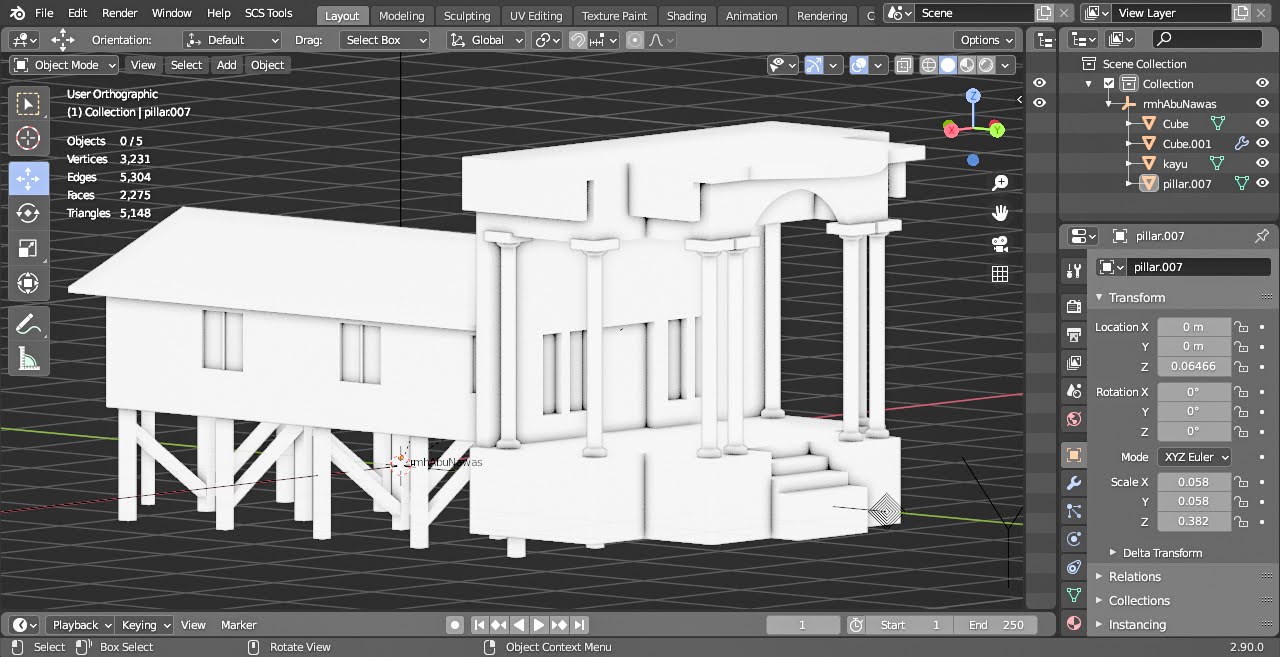 File Edit Render Window Help SCS Tools Layout Modeling Sculpting UV Editing Texture Paint Shading Animation Rendering C Scene View Layer
Orientation: Default Drag: Select Box Global Options
Object Mode View Select Add Object
User Orthographic
(1) Collection | pillar.007
Objects 0 / 5
Vertices 3,231
Edges 5,304
Faces 2,275
Triangles 5,148
Z
X
Y
rmhAbuNawas
Scene Collection
Collection
rmhAbuNawas
Cube
Cube.001
kayu
pillar.007
pillar.007
pillar.007
Transform
Location X 0 m
Y 0 m
Z 0.06466
Rotation X 0°
Y 0°
Z 0°
Mode XYZ Euler
Scale X 0.058
Y 0.058
Z 0.382
Delta Transform
Relations
Collections
Instancing
Playback Keying View Marker 1 Start 1 End 250
Select Box Select Rotate View Object Context Menu 2.90.0